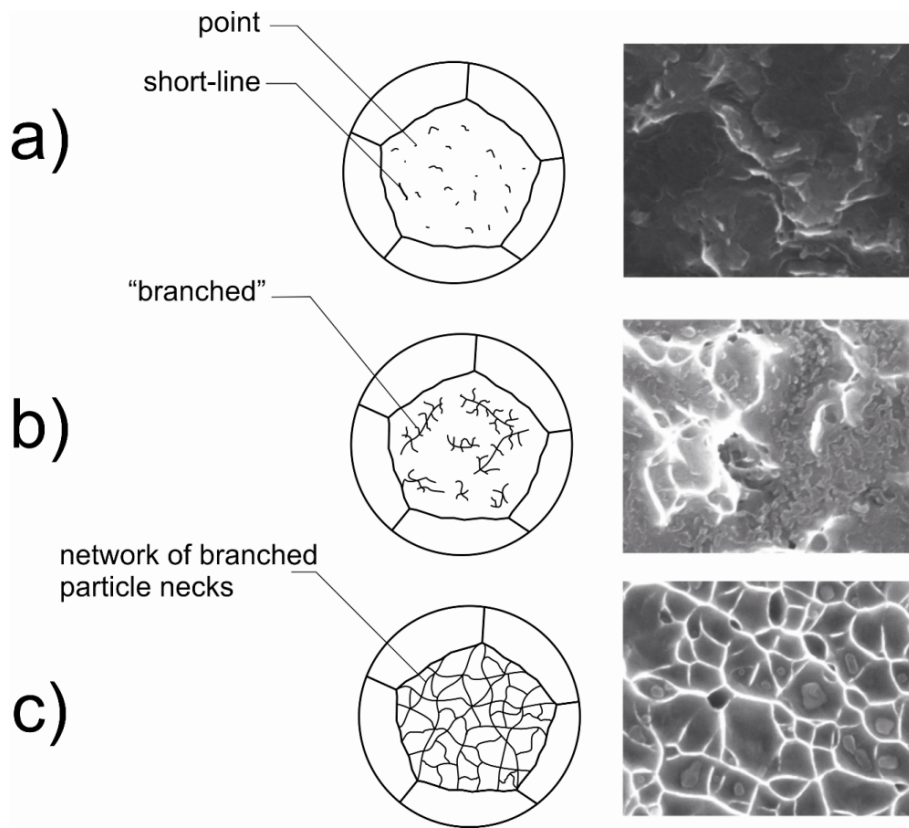 point
short-line
a)
“branched”
b)
network of branched
particle necks
c)